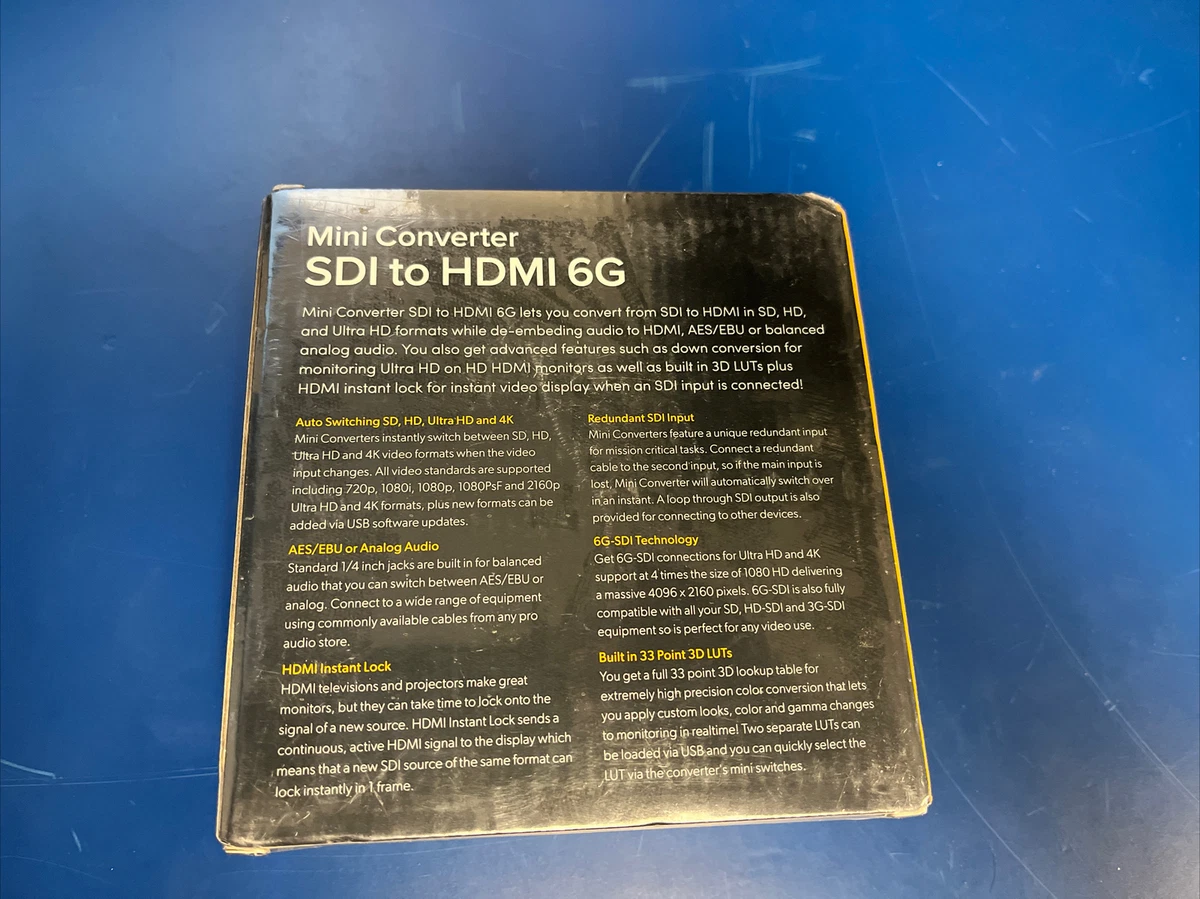 Mini Converter
SDI to HDMI 6G
Mini Converter SDI to HDMI 6G lets you convert from SDI to HDMI in SD, HD,
and Ultra HD formats while de-embeding audio to HDMI, AES/EBU or balanced
analog audio. You also get advanced features such as down conversion for
monitoring Ultra HD on HD HDMI monitors as well as built in 3D LUTs plus
HDMI instant lock for instant video display when an SDI input is connected!
Auto Switching SD, HD, Ultra HD and 4K
Mini Converters instantly switch between SD, HD,
Ultra HD and 4K video formats when the video
input changes. All video standards are supported
including 720p, 1080i, 1080p, 1080PsF and 2160p
Ultra HD and 4K formats, plus new formats can be
added via USB software updates.
AES/EBU or Analog Audio
Standard 1/4 inch jacks are built in for balanced
audio that you can switch between AES/EBU or
analog. Connect to a wide range of equipment
using commonly available cables from any pro
audio store.
HDMI Instant Lock
HDMI televisions and projectors make great
monitors, but they can take time to lock onto the
signal of a new source. HDMI Instant Lock sends a
continuous, active HDMI signal to the display which
means that a new SDI source of the same format can
lock instantly in 1 frame.
Redundant SDI Input
Mini Converters feature a unique redundant input
for mission critical tasks. Connect a redundant
cable to the second input, so if the main input is
lost, Mini Converter will automatically switch over
in an instant. A loop through SDI output is also
provided for connecting to other devices.
6G-SDI Technology
Get 6G-SDI connections for Ultra HD and 4K
support at 4 times the size of 1080 HD delivering
a massive 4096 x 2160 pixels. 6G-SDI is also fully
compatible with all your SD, HD-SDI and 3G-SDI
equipment so is perfect for any video use.
Built in 33 Point 3D LUTs
You get a full 33 point 3D lookup table for
extremely high precision color conversion that lets
you apply custom looks, color and gamma changes
to monitoring in realtime! Two separate LUTs can
be loaded via USB and you can quickly select the
LUT via the converter's mini switches.